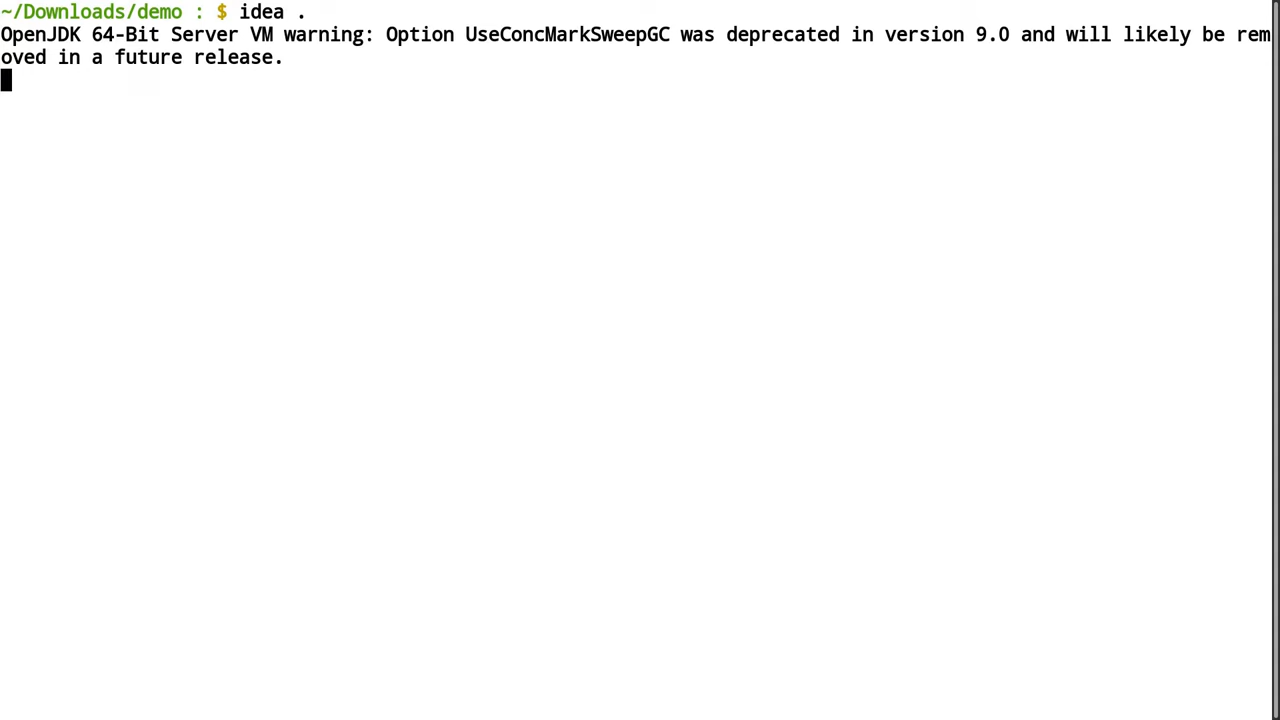 ~/Downloads/demo : $ idea .
OpenJDK 64-Bit Server VM warning: Option UseConcMarkSweepGC was deprecated in version 9.0 and will likely be rem
oved in a future release.